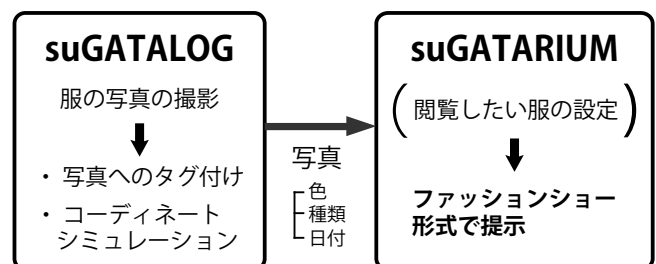 suGATALOG
服の写真の撮影
・ 写真へのタグ付け
・ コーディネート
シミュレーション
写真
色
種類
日付
suGATARIUM
(閲覧したい服の設定)
ファッションショー
形式で提示